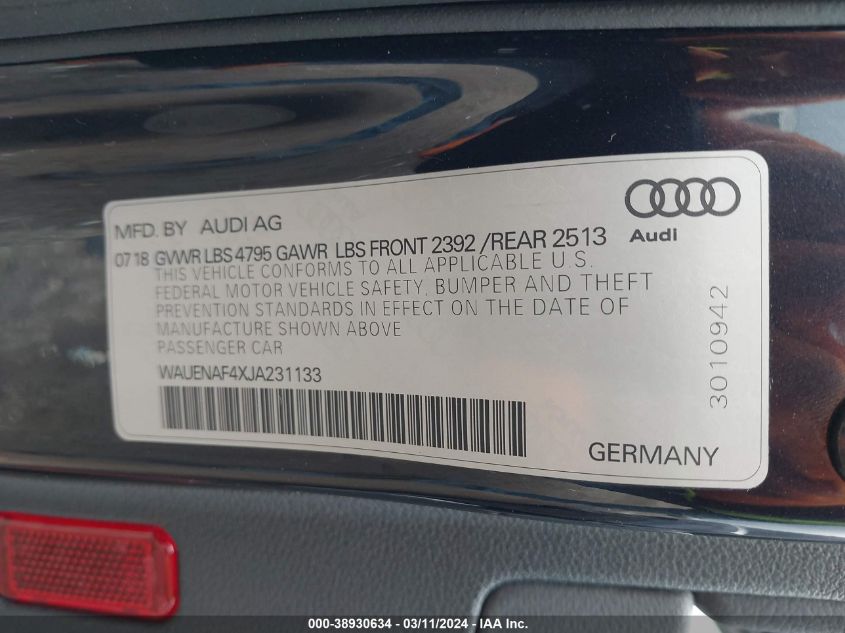 MFD. BY AUDI AG
Audi
07 18 GVWR LBS 4795 GAWR LBS FRONT 2392 /REAR 2513
THIS VEHICLE CONFORMS TO ALL APPLICABLE U.S.
FEDERAL MOTOR VEHICLE SAFETY, BUMPER AND THEFT
PREVENTION STANDARDS IN EFFECT ON THE DATE OF
MANUFACTURE SHOWN ABOVE
PASSENGER CAR
WAUENAF4XJA231133
3010942
GERMANY
000-38930634 - 03/11/2024 - IAA Inc.